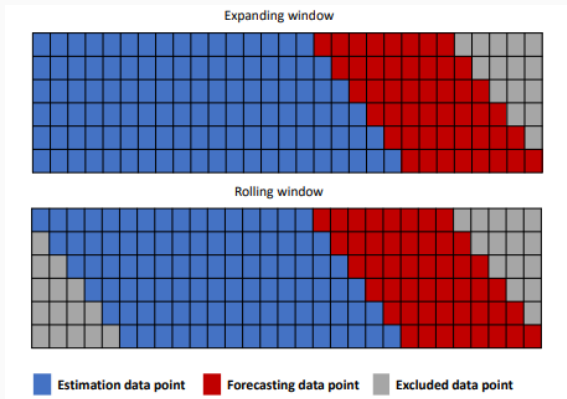 Expanding window
Rolling window
Estimation data point Forecasting data point Excluded data point